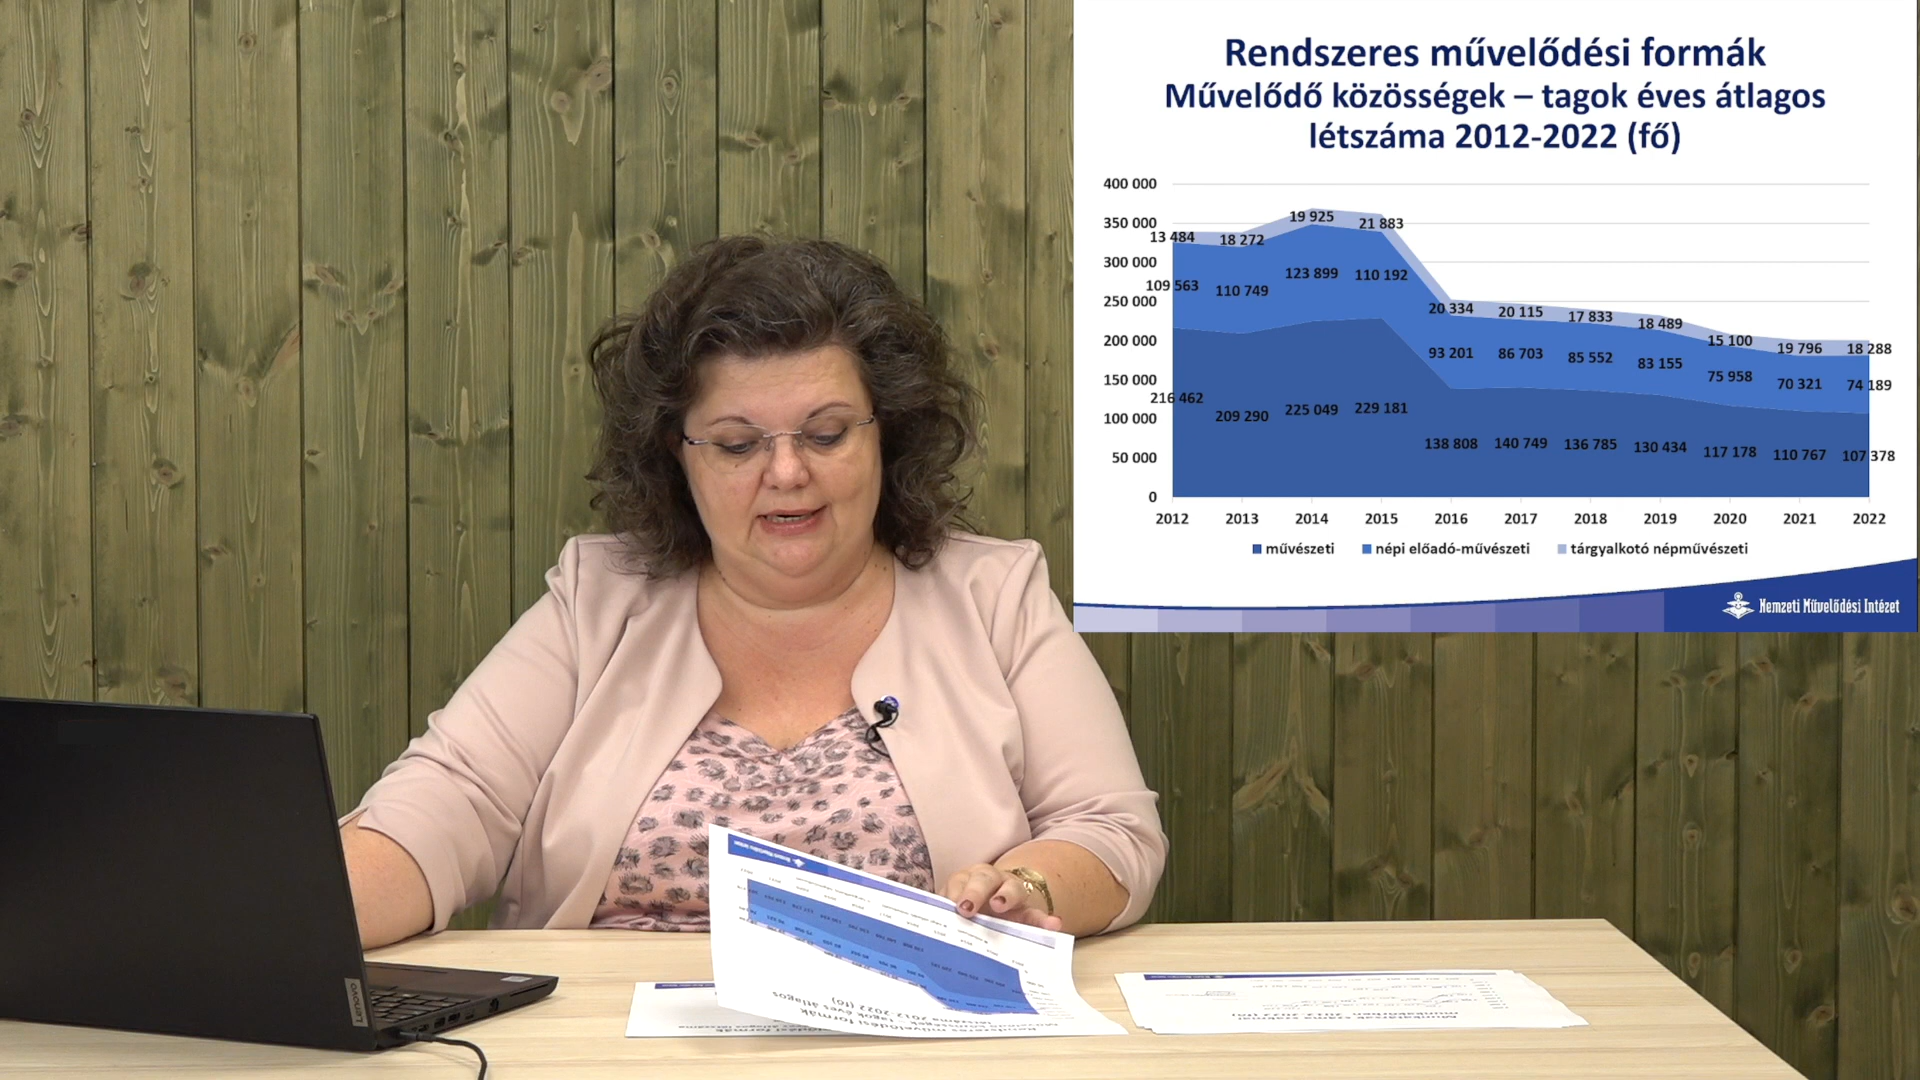 Rendszeres művelődési formák
Művelődő közösségek – tagok éves átlagos
létszáma 2012-2022 (fő)
400 000
350 000
300 000
250 000
200 000
150 000
100 000
50 000
0
13 484 18 272 19 925 21 883 20 334 20 115 17 833 18 489 15 100 19 796 18 288
109 563 110 749 123 899 110 192 93 201 86 703 85 552 83 155 75 958 70 321 74 189
216 462 209 290 225 049 229 181 138 808 140 749 136 785 130 434 117 178 110 767 107 378
2012 2013 2014 2015 2016 2017 2018 2019 2020 2021 2022
művészeti népi előadó-művészeti tárgyalkotó népművészeti
Nemzeti Művelődési Intézet
Lenovo